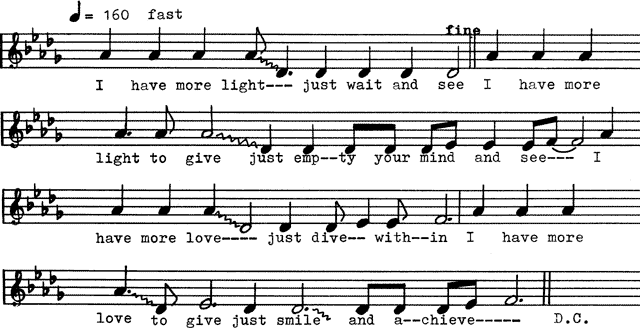 = 160 fast
fine
I have more light--- just wait and see I have more
light to give just emp--ty your mind and see--- I
have more love---- just dive-- with--in I have more
love to give just smile and a--chieve----- D.C.